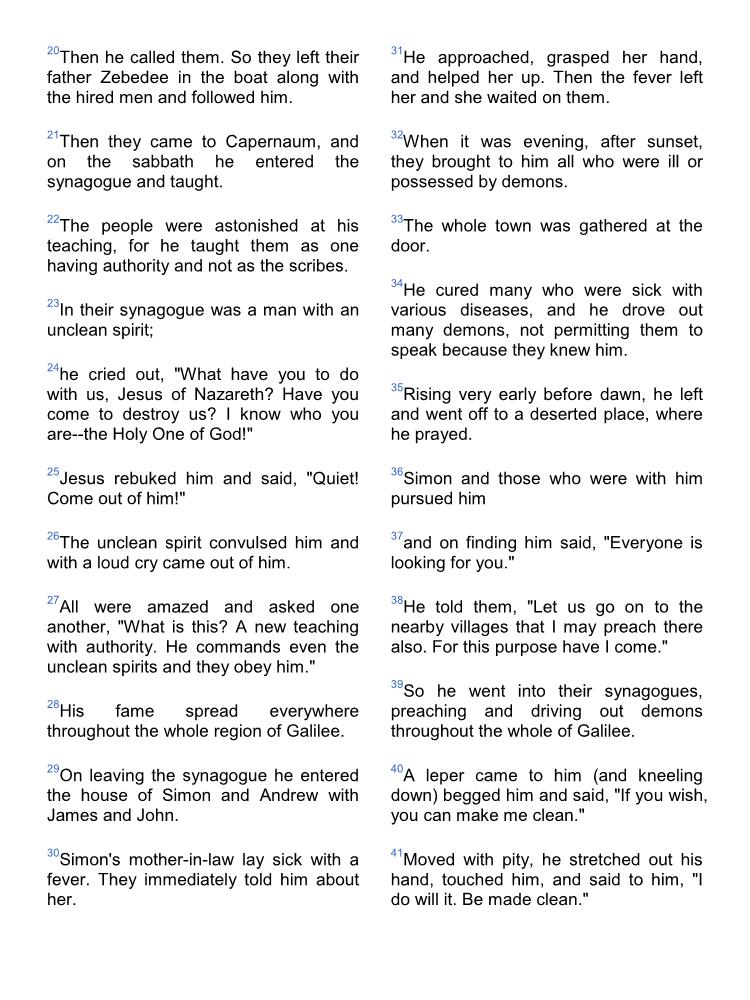 20Then he called them. So they left their
father Zebedee in the boat along with
the hired men and followed him.
21Then they came to Capernaum, and
on the sabbath he entered the
synagogue and taught.
22The people were astonished at his
teaching, for he taught them as one
having authority and not as the scribes.
23In their synagogue was a man with an
unclean spirit;
24he cried out, "What have you to do
with us, Jesus of Nazareth? Have you
come to destroy us? I know who you
are--the Holy One of God!"
25Jesus rebuked him and said, "Quiet!
Come out of him!"
26The unclean spirit convulsed him and
with a loud cry came out of him.
27All were amazed and asked one
another, "What is this? A new teaching
with authority. He commands even the
unclean spirits and they obey him."
28His fame spread everywhere
throughout the whole region of Galilee.
29On leaving the synagogue he entered
the house of Simon and Andrew with
James and John.
30Simon's mother-in-law lay sick with a
fever. They immediately told him about
her.
31He approached, grasped her hand,
and helped her up. Then the fever left
her and she waited on them.
32When it was evening, after sunset,
they brought to him all who were ill or
possessed by demons.
33The whole town was gathered at the
door.
34He cured many who were sick with
various diseases, and he drove out
many demons, not permitting them to
speak because they knew him.
35Rising very early before dawn, he left
and went off to a deserted place, where
he prayed.
36Simon and those who were with him
pursued him
37and on finding him said, "Everyone is
looking for you."
38He told them, "Let us go on to the
nearby villages that I may preach there
also. For this purpose have I come."
39So he went into their synagogues,
preaching and driving out demons
throughout the whole of Galilee.
40A leper came to him (and kneeling
down) begged him and said, "If you wish,
you can make me clean."
41Moved with pity, he stretched out his
hand, touched him, and said to him, "I
do will it. Be made clean."